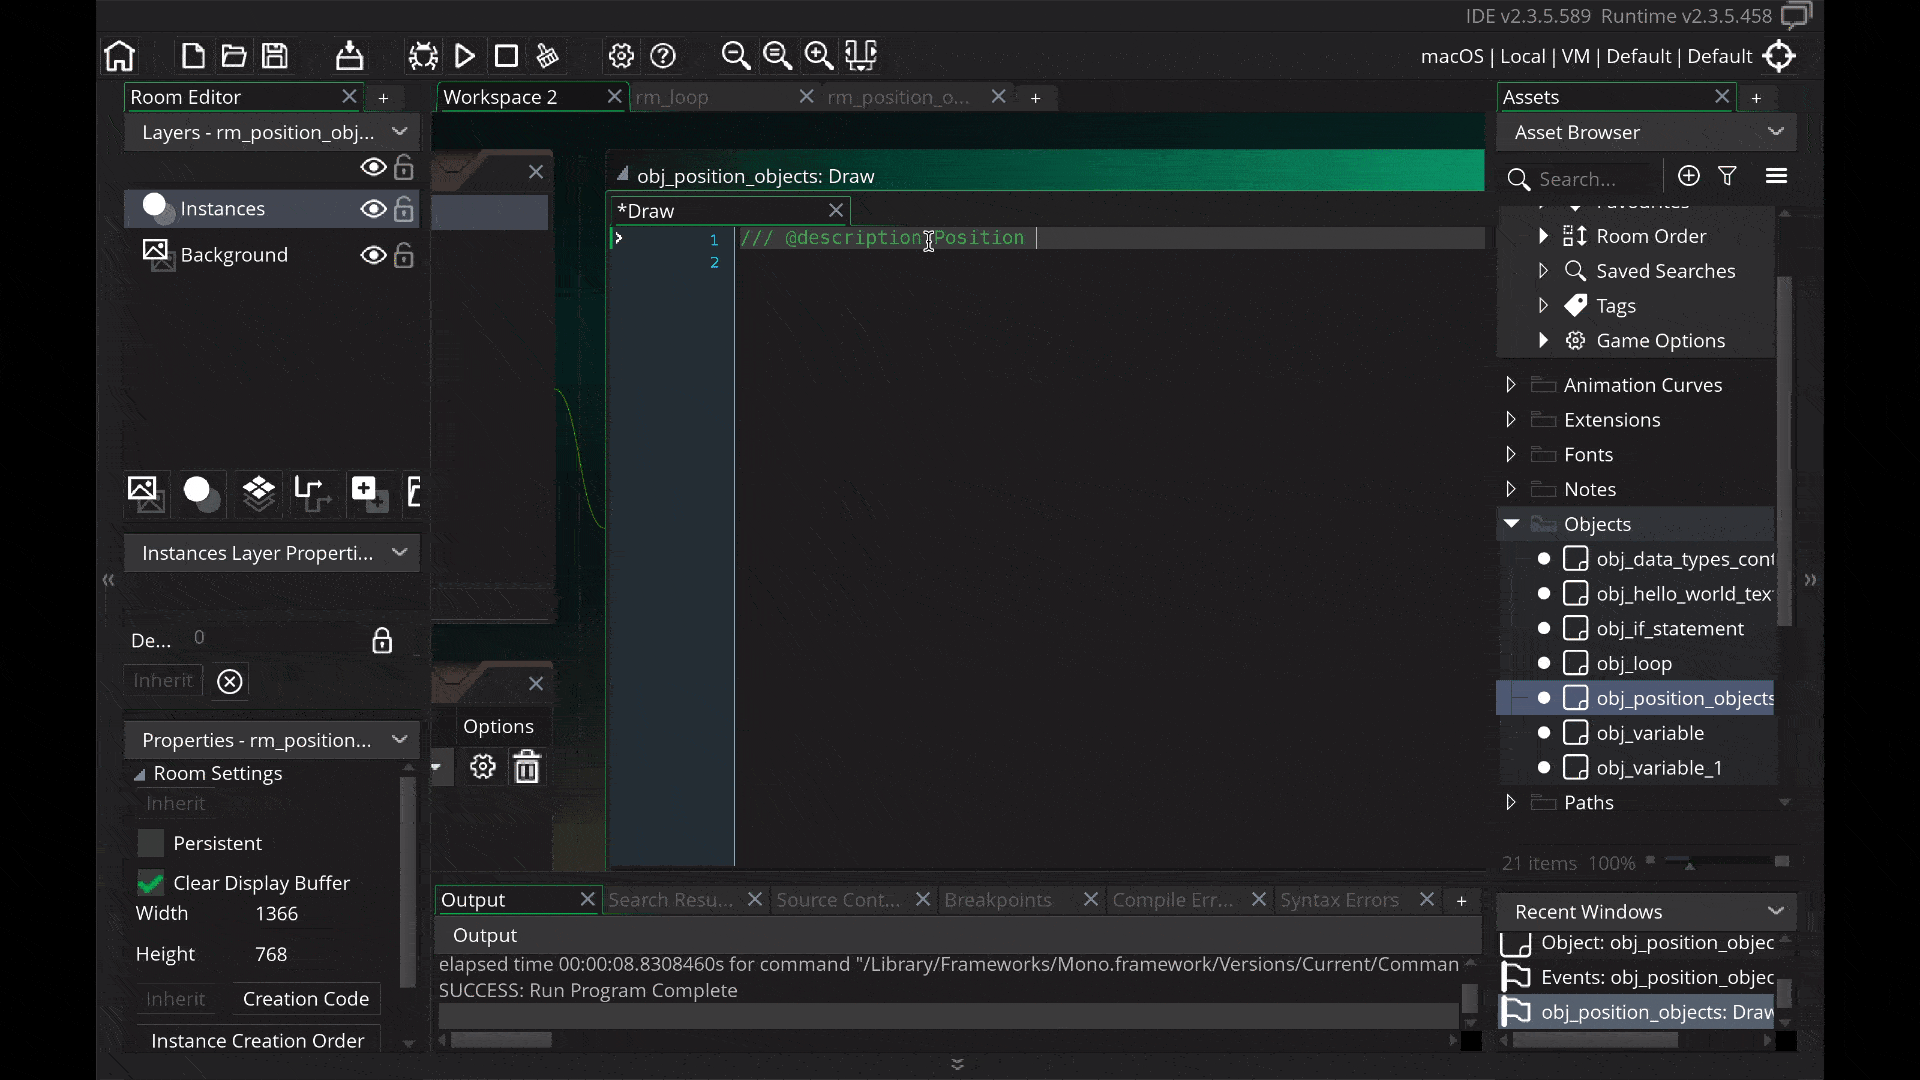 IDE v2.3.5.589 Runtime v2.3.5.458
macOS | Local | VM | Default | Default
Room Editor
Layers - rm_position_obj...
Instances
Background
Instances Layer Properti...
De... 0
Inherit
Properties - rm_position...
Room Settings
Inherit
Persistent
Clear Display Buffer
Width 1366
Height 768
Inherit Creation Code
Instance Creation Order
Workspace 2 rm_loop rm_position_o...
Options
obj_position_objects: Draw
*Draw
1 /// @description Position
2
Output Search Resu... Source Cont... Breakpoints Compile Err... Syntax Errors
Output
elapsed time 00:00:08.8308460s for command "/Library/Frameworks/Mono.framework/Versions/Current/Comman
SUCCESS: Run Program Complete
Assets
Asset Browser
Search...
Favourites
Room Order
Saved Searches
Tags
Game Options
Animation Curves
Extensions
Fonts
Notes
Objects
obj_data_types_cont
obj_hello_world_tex
obj_if_statement
obj_loop
obj_position_objects
obj_variable
obj_variable_1
Paths
21 items 100%
Recent Windows
Object: obj_position_objec
Events: obj_position_objec
obj_position_objects: Draw